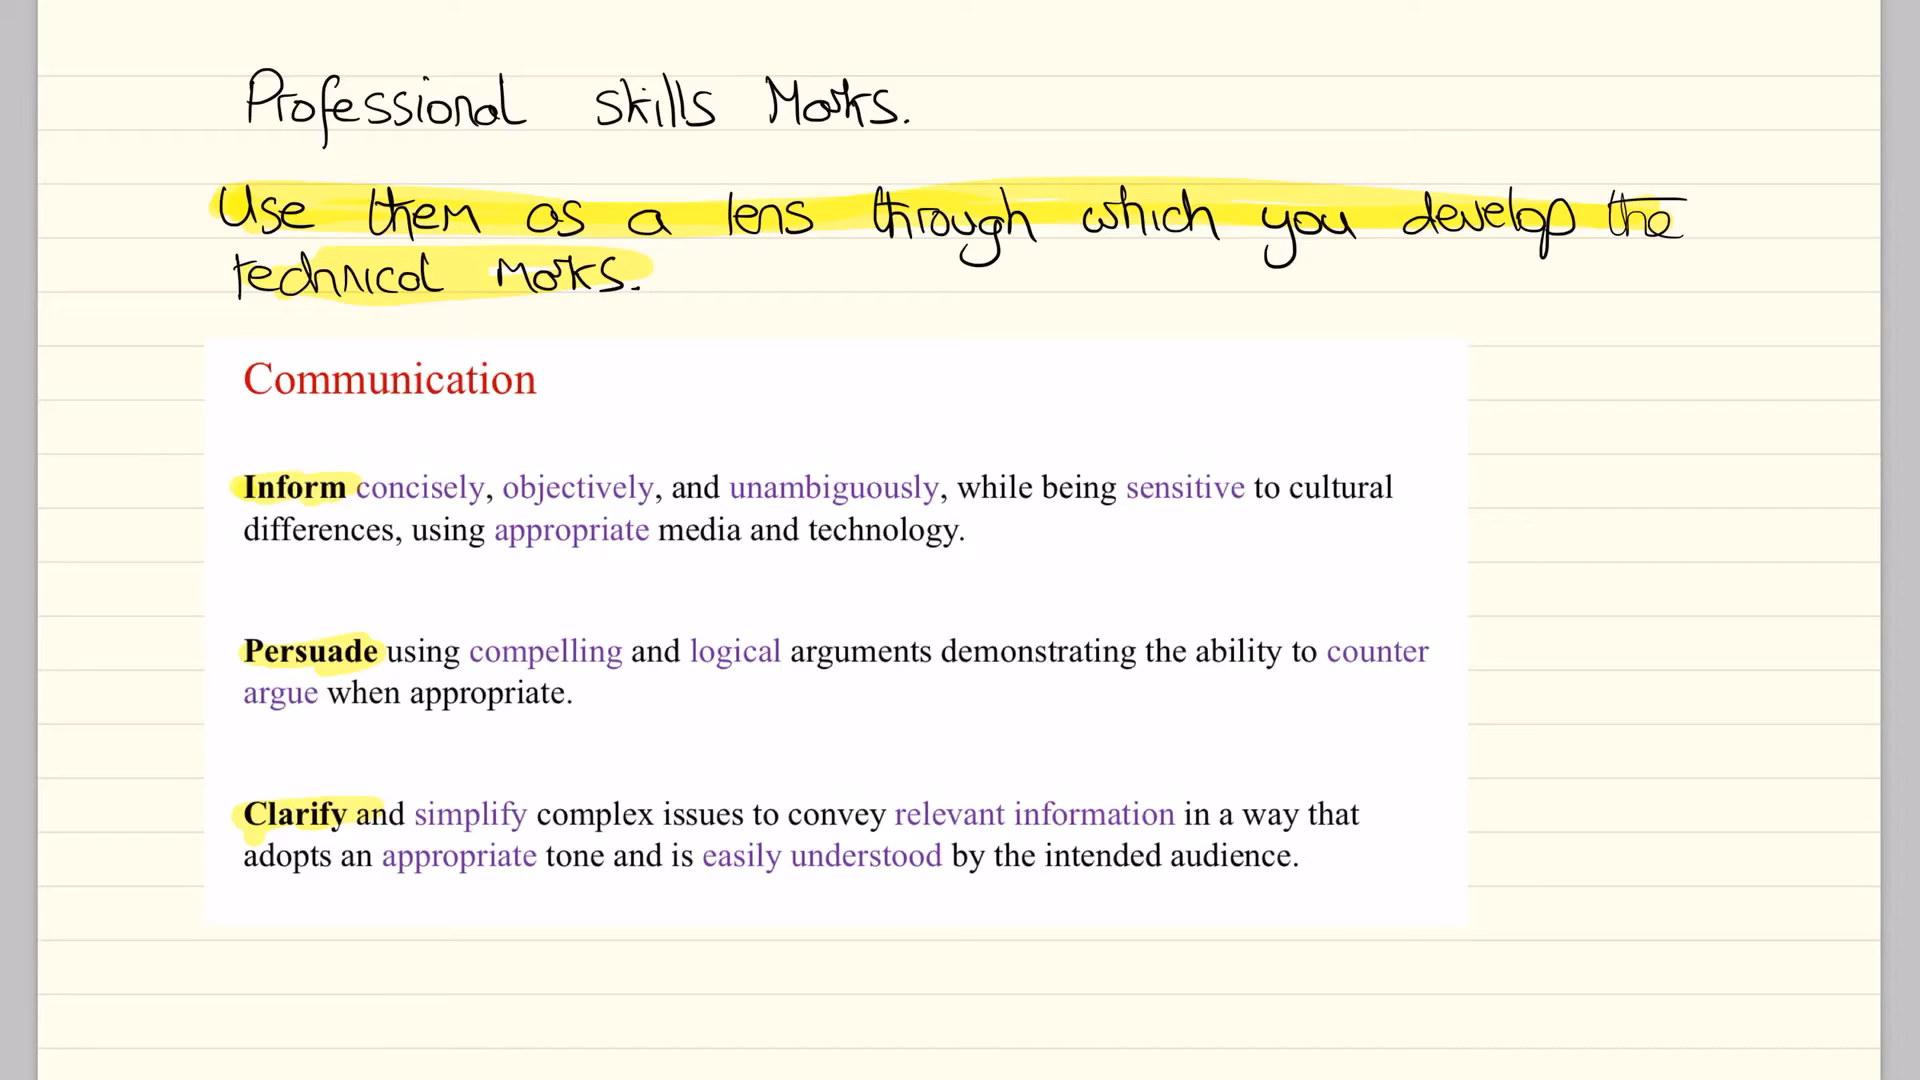 Professional skills Marks.
Use them as a lens through which you develop the
technical marks.
Communication
Inform concisely, objectively, and unambiguously, while being sensitive to cultural
differences, using appropriate media and technology.
Persuade using compelling and logical arguments demonstrating the ability to counter
argue when appropriate.
Clarify and simplify complex issues to convey relevant information in a way that
adopts an appropriate tone and is easily understood by the intended audience.